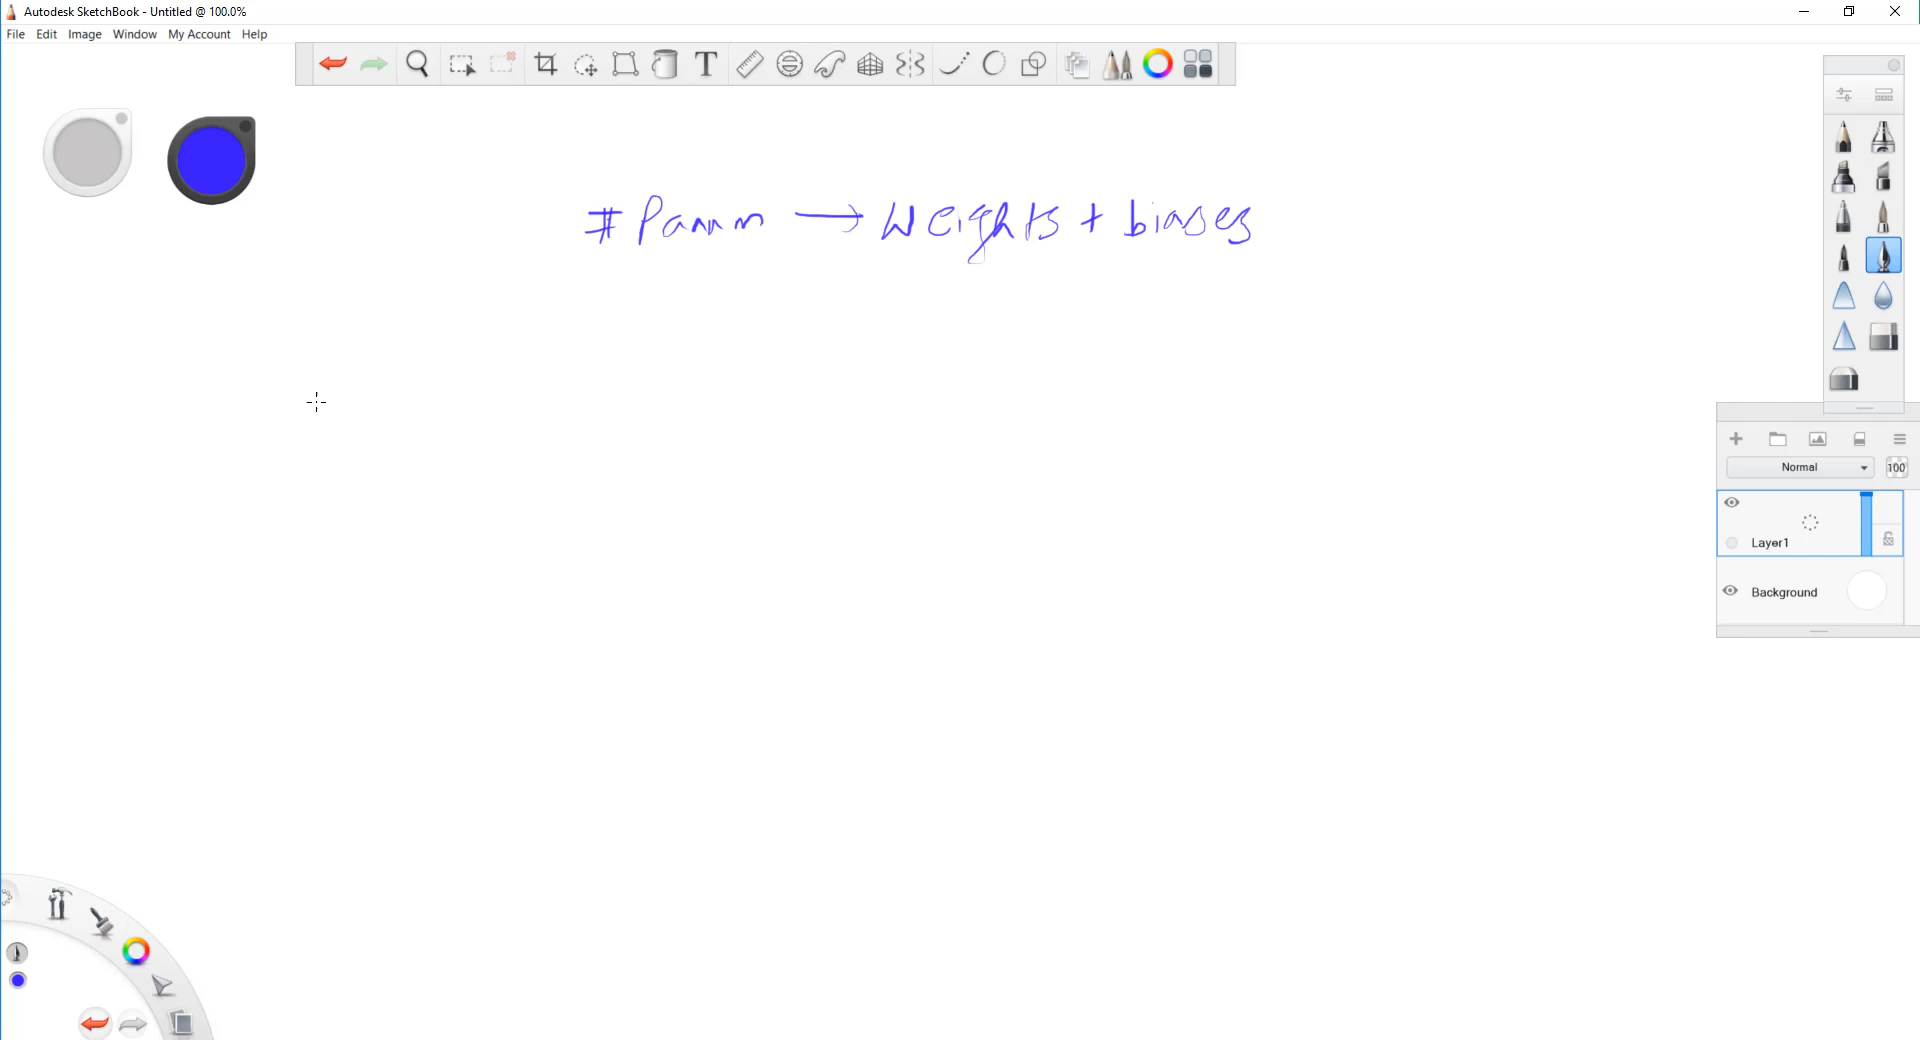 Autodesk SketchBook - Untitled @ 100.0%
File Edit Image Window My Account Help
T
# Param → Weights + biases
Normal 100
Layer1
Background